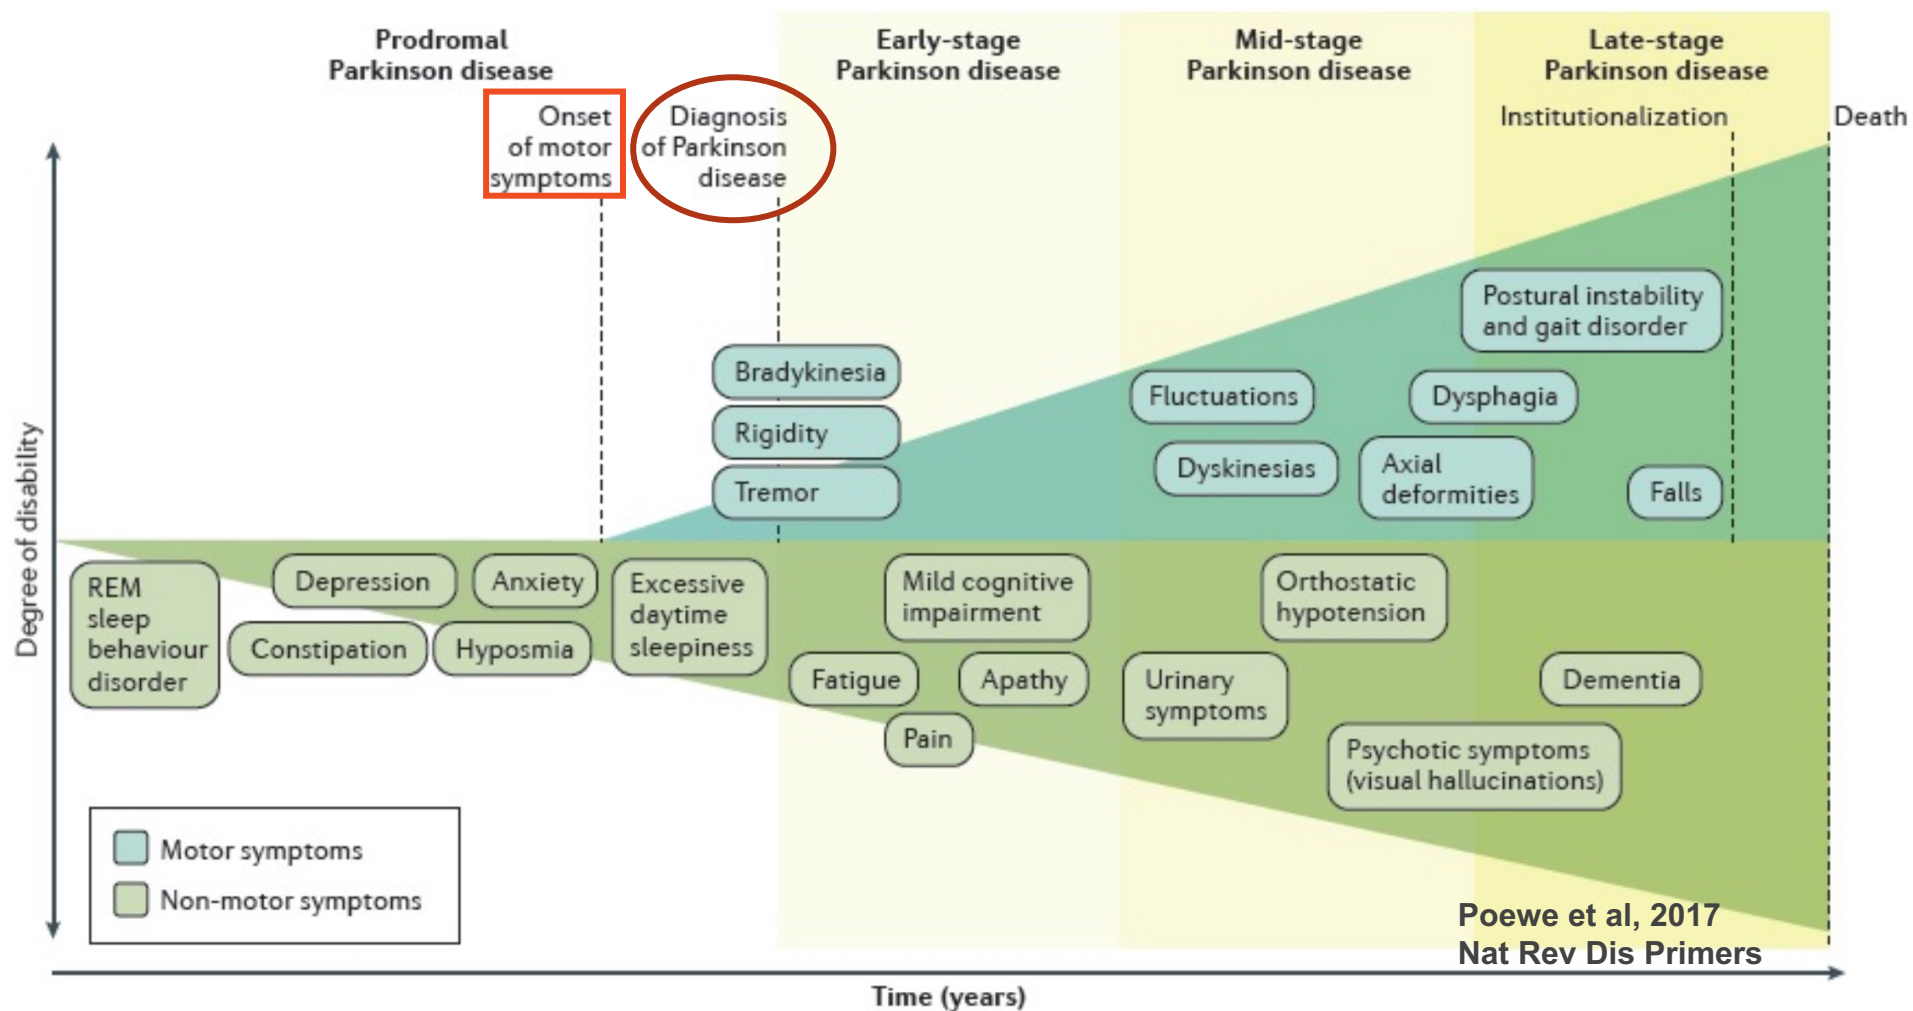 Prodromal
Parkinson disease
Early-stage
Parkinson disease
Mid-stage
Parkinson disease
Late-stage
Parkinson disease
Onset
of motor
symptoms
Diagnosis
of Parkinson
disease
Institutionalization
Death
Degree of disability
Postural instability
and gait disorder
Bradykinesia
Rigidity
Tremor
Fluctuations
Dysphagia
Dyskinesias
Axial
deformities
Falls
REM
sleep
behaviour
disorder
Depression
Anxiety
Constipation
Hyposmia
Excessive
daytime
sleepiness
Mild cognitive
impairment
Fatigue
Apathy
Pain
Orthostatic
hypotension
Urinary
symptoms
Dementia
Psychotic symptoms
(visual hallucinations)
Motor symptoms
Non-motor symptoms
Poewe et al, 2017
Nat Rev Dis Primers
Time (years)